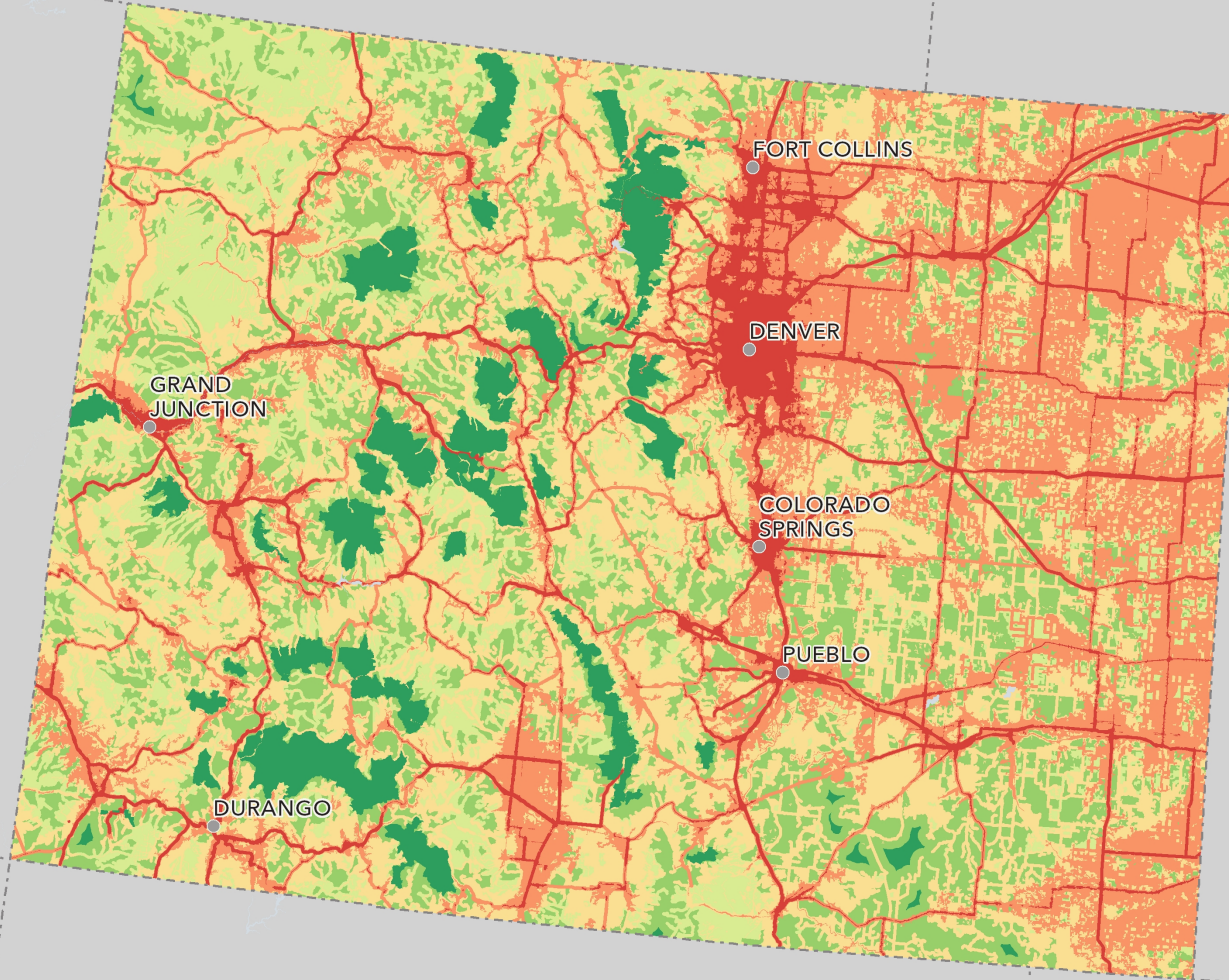 FORT COLLINS
DENVER
GRAND
JUNCTION
COLORADO
SPRINGS
PUEBLO
DURANGO